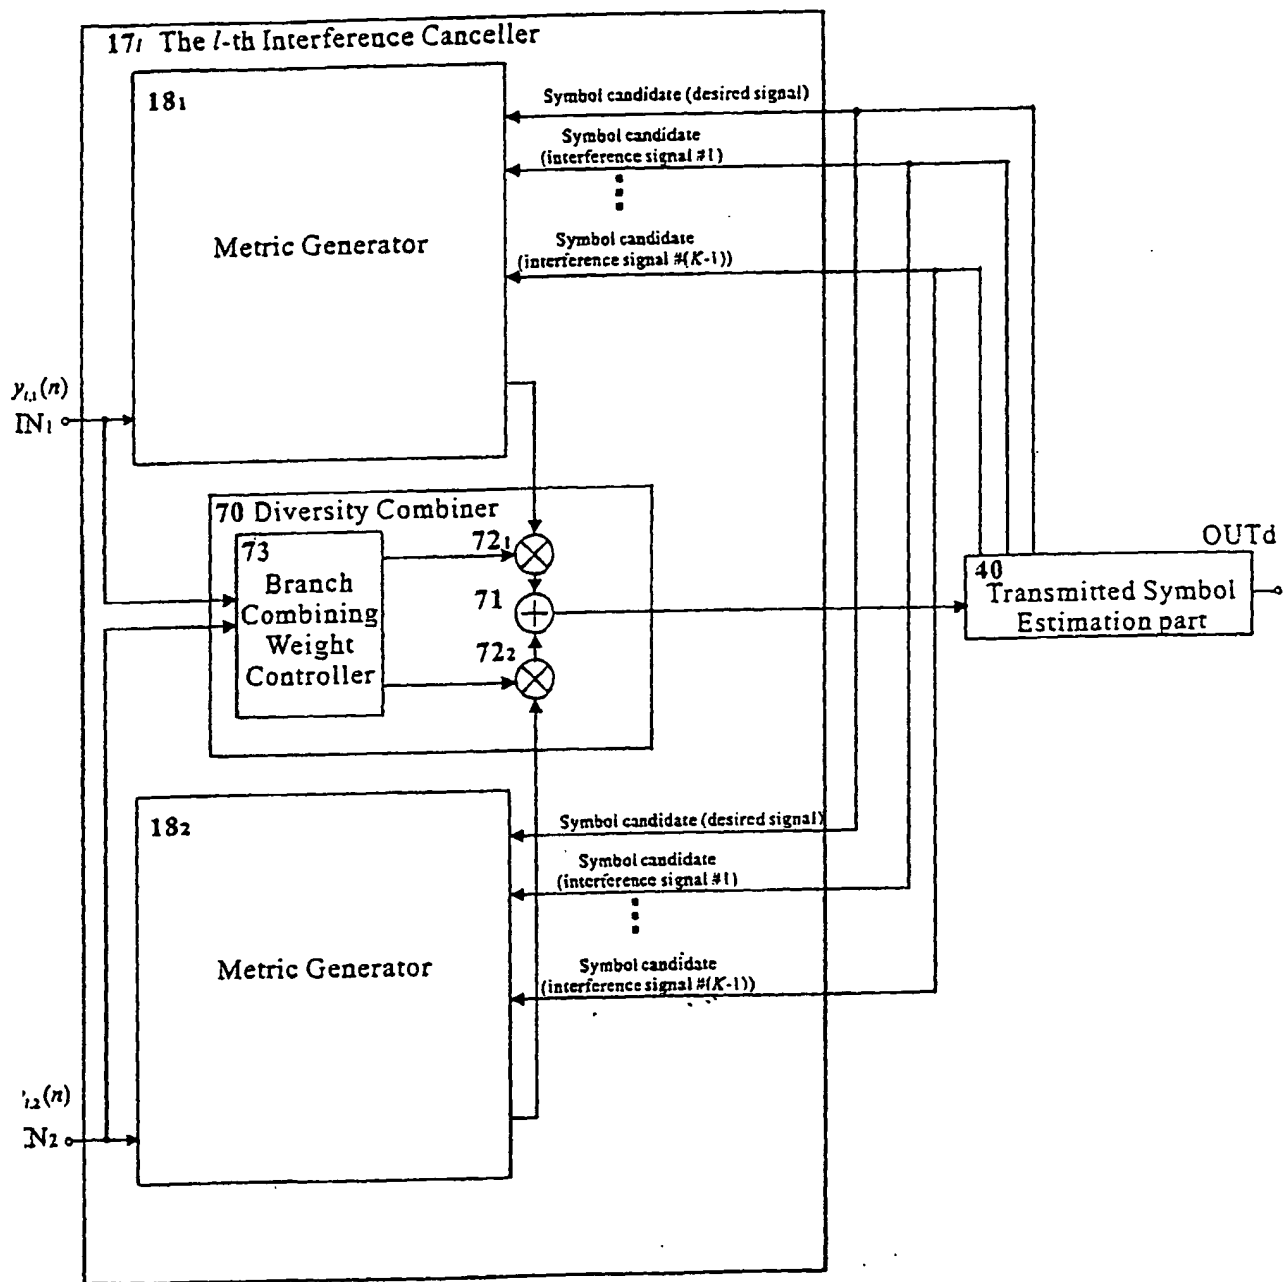 17l The l-th Interference Canceller
18₁
Metric Generator
Symbol candidate (desired signal)
Symbol candidate
(interference signal #1)
Symbol candidate
(interference signal #(K-1))
y_{l,1}(n)
IN₁
70 Diversity Combiner
73
Branch
Combining
Weight
Controller
72₁
71
72₂
OUTd
40
Transmitted Symbol
Estimation part
18₂
Metric Generator
Symbol candidate (desired signal)
Symbol candidate
(interference signal #1)
Symbol candidate
(interference signal #(K-1))
l,2(n)
N₂